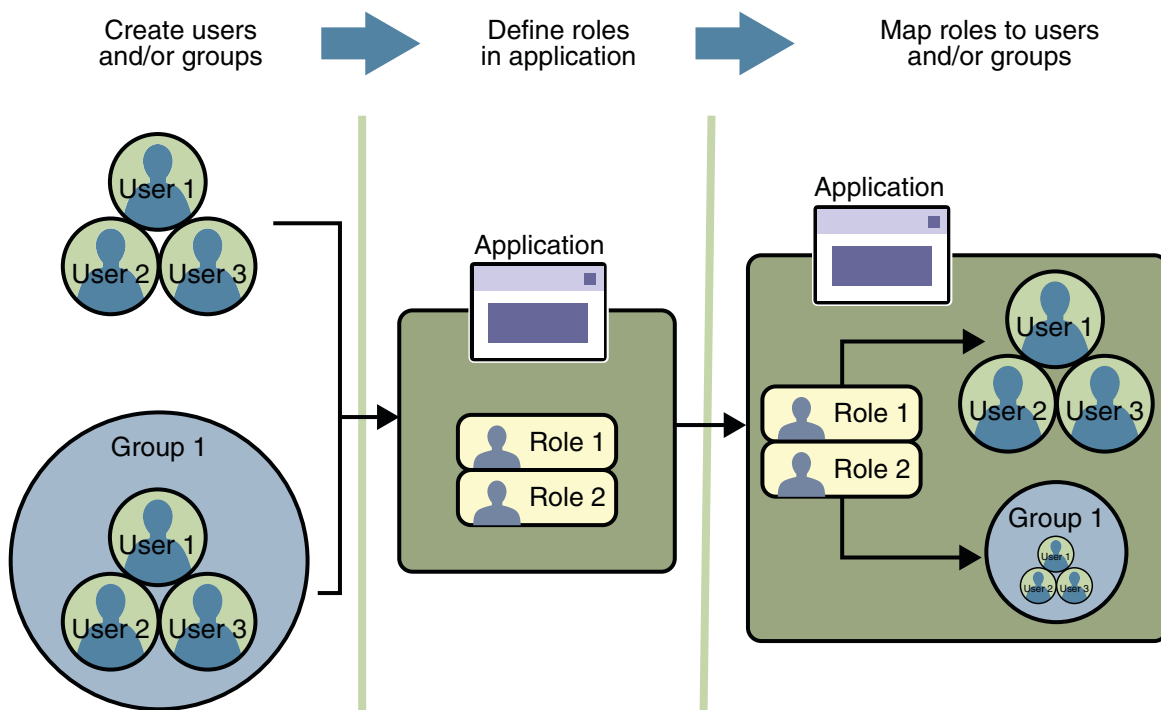 Create users
and/or groups
Define roles
in application
Map roles to users
and/or groups
User 1
User 2
User 3
Group 1
User 1
User 2
User 3
Application
Role 1
Role 2
Application
Role 1
Role 2
User 1
User 2
User 3
Group 1
User 1
User 2
User 3